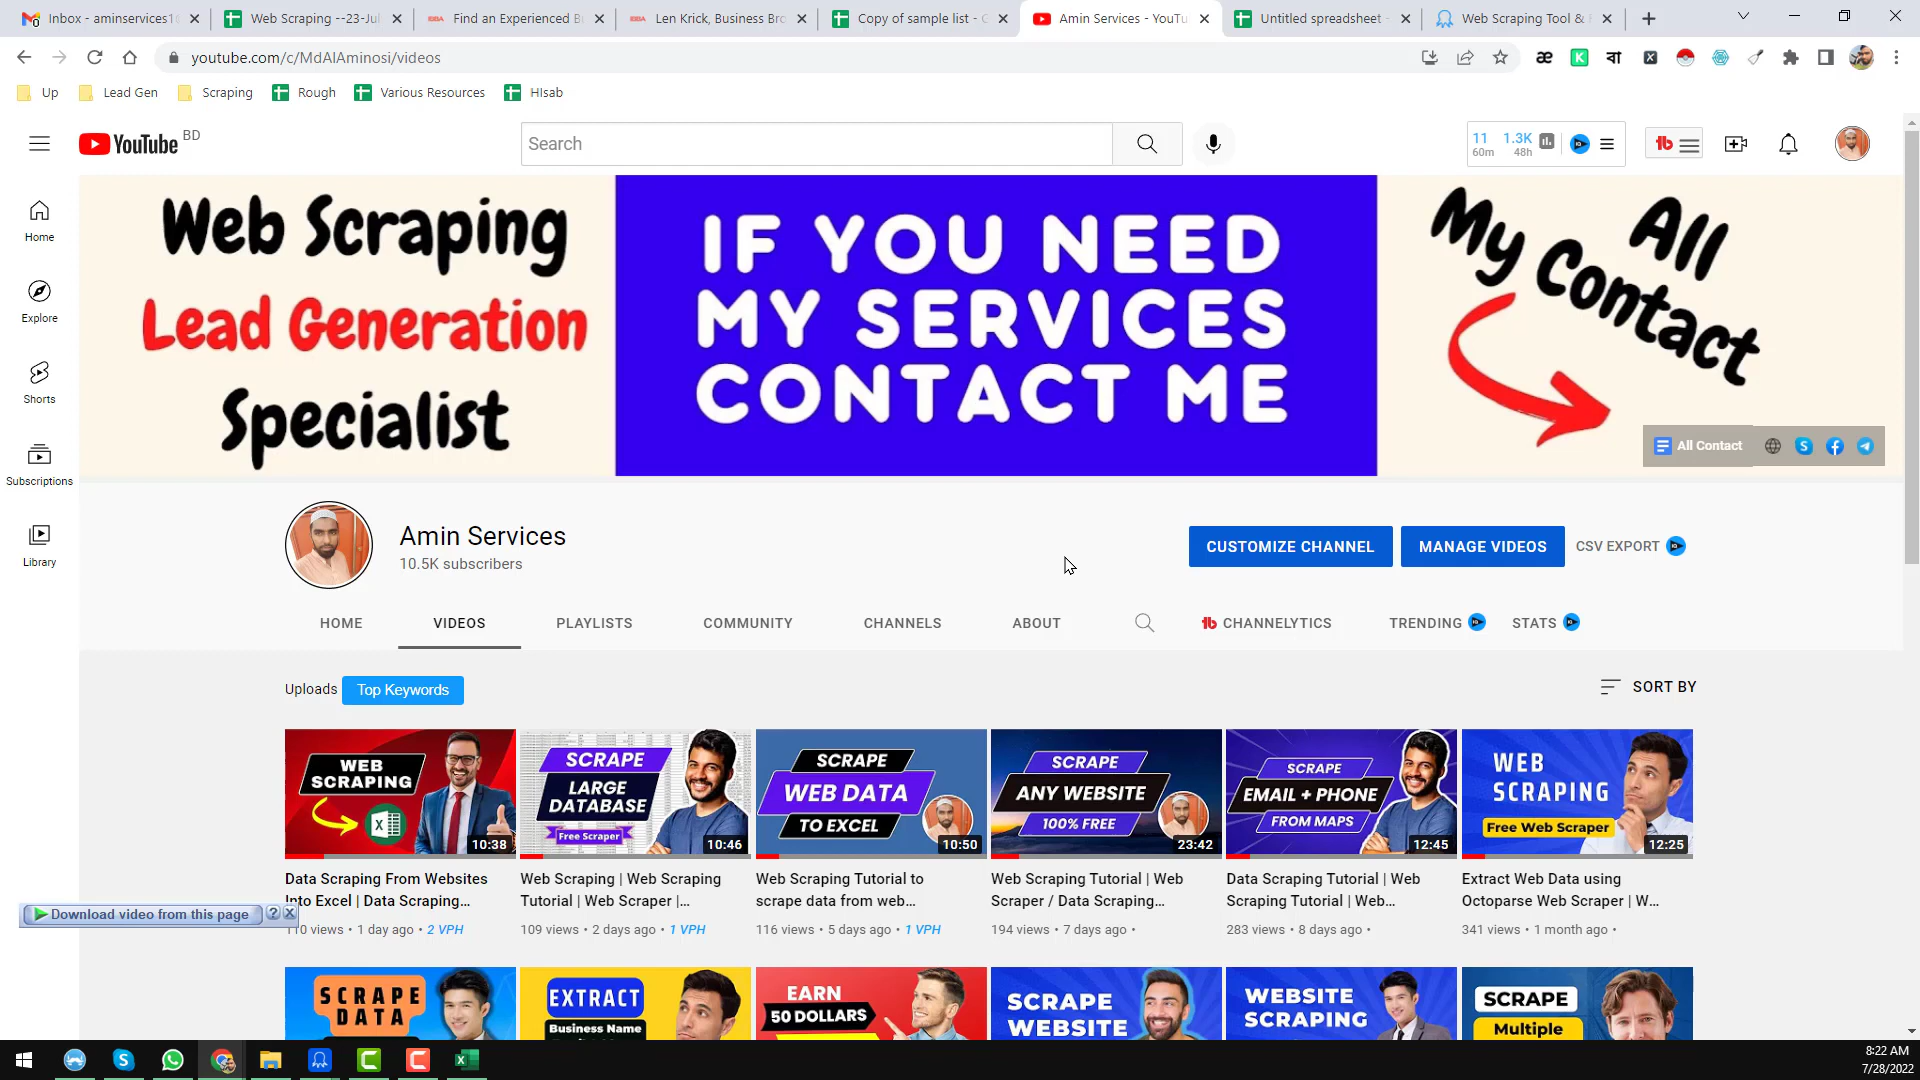 Inbox - aminservices1
Web Scraping --23-Jul
Find an Experienced B
Len Krick, Business Bro
Copy of sample list - G
Amin Services - YouTu
Untitled spreadsheet -
Web Scraping Tool &
youtube.com/c/MdAlAminosi/videos
Up
Lead Gen
Scraping
Rough
Various Resources
HIsab
YouTube BD
Search
11 60m
1.3K 48h
Home
Explore
Shorts
Subscriptions
Library
Web Scraping
Lead Generation
Specialist
IF YOU NEED
MY SERVICES
CONTACT ME
All
My Contact
All Contact
Amin Services
10.5K subscribers
CUSTOMIZE CHANNEL
MANAGE VIDEOS
CSV EXPORT
HOME
VIDEOS
PLAYLISTS
COMMUNITY
CHANNELS
ABOUT
CHANNELYTICS
TRENDING
STATS
Uploads
Top Keywords
SORT BY
WEB
SCRAPING
10:38
SCRAPE
LARGE
DATABASE
Free Scraper
10:46
SCRAPE
WEB DATA
TO EXCEL
10:50
SCRAPE
ANY WEBSITE
100% FREE
23:42
SCRAPE
EMAIL + PHONE
FROM MAPS
12:45
WEB
SCRAPING
Free Web Scraper
12:25
Data Scraping From Websites
Into Excel | Data Scraping...
110 views • 1 day ago • 2 VPH
Web Scraping | Web Scraping
Tutorial | Web Scraper |...
109 views • 2 days ago • 1 VPH
Web Scraping Tutorial to
scrape data from web...
116 views • 5 days ago • 1 VPH
Web Scraping Tutorial | Web
Scraper / Data Scraping...
194 views • 7 days ago •
Data Scraping Tutorial | Web
Scraping Tutorial | Web...
283 views • 8 days ago •
Extract Web Data using
Octoparse Web Scraper | W...
341 views • 1 month ago •
Download video from this page
SCRAPE
DATA
EXTRACT
Business Name
EARN
50 DOLLARS
SCRAPE
WEBSITE
WEBSITE
SCRAPING
SCRAPE
Multiple
8:22 AM
7/28/2022